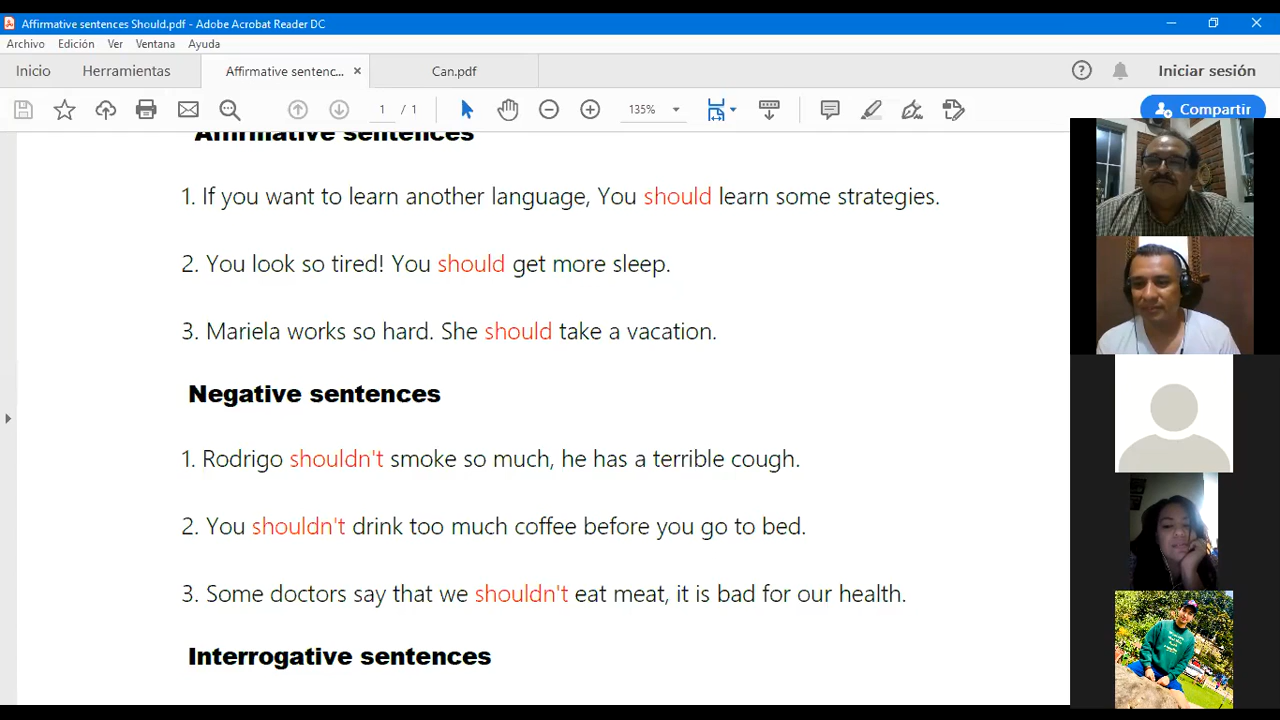 Affirmative sentences Should.pdf - Adobe Acrobat Reader DC
Archivo Edición Ver Ventana Ayuda
Inicio Herramientas Affirmative sentenc... Can.pdf Iniciar sesión
1 / 1 135% Compartir
Affirmative sentences
1. If you want to learn another language, You should learn some strategies.
2. You look so tired! You should get more sleep.
3. Mariela works so hard. She should take a vacation.
Negative sentences
1. Rodrigo shouldn't smoke so much, he has a terrible cough.
2. You shouldn't drink too much coffee before you go to bed.
3. Some doctors say that we shouldn't eat meat, it is bad for our health.
Interrogative sentences